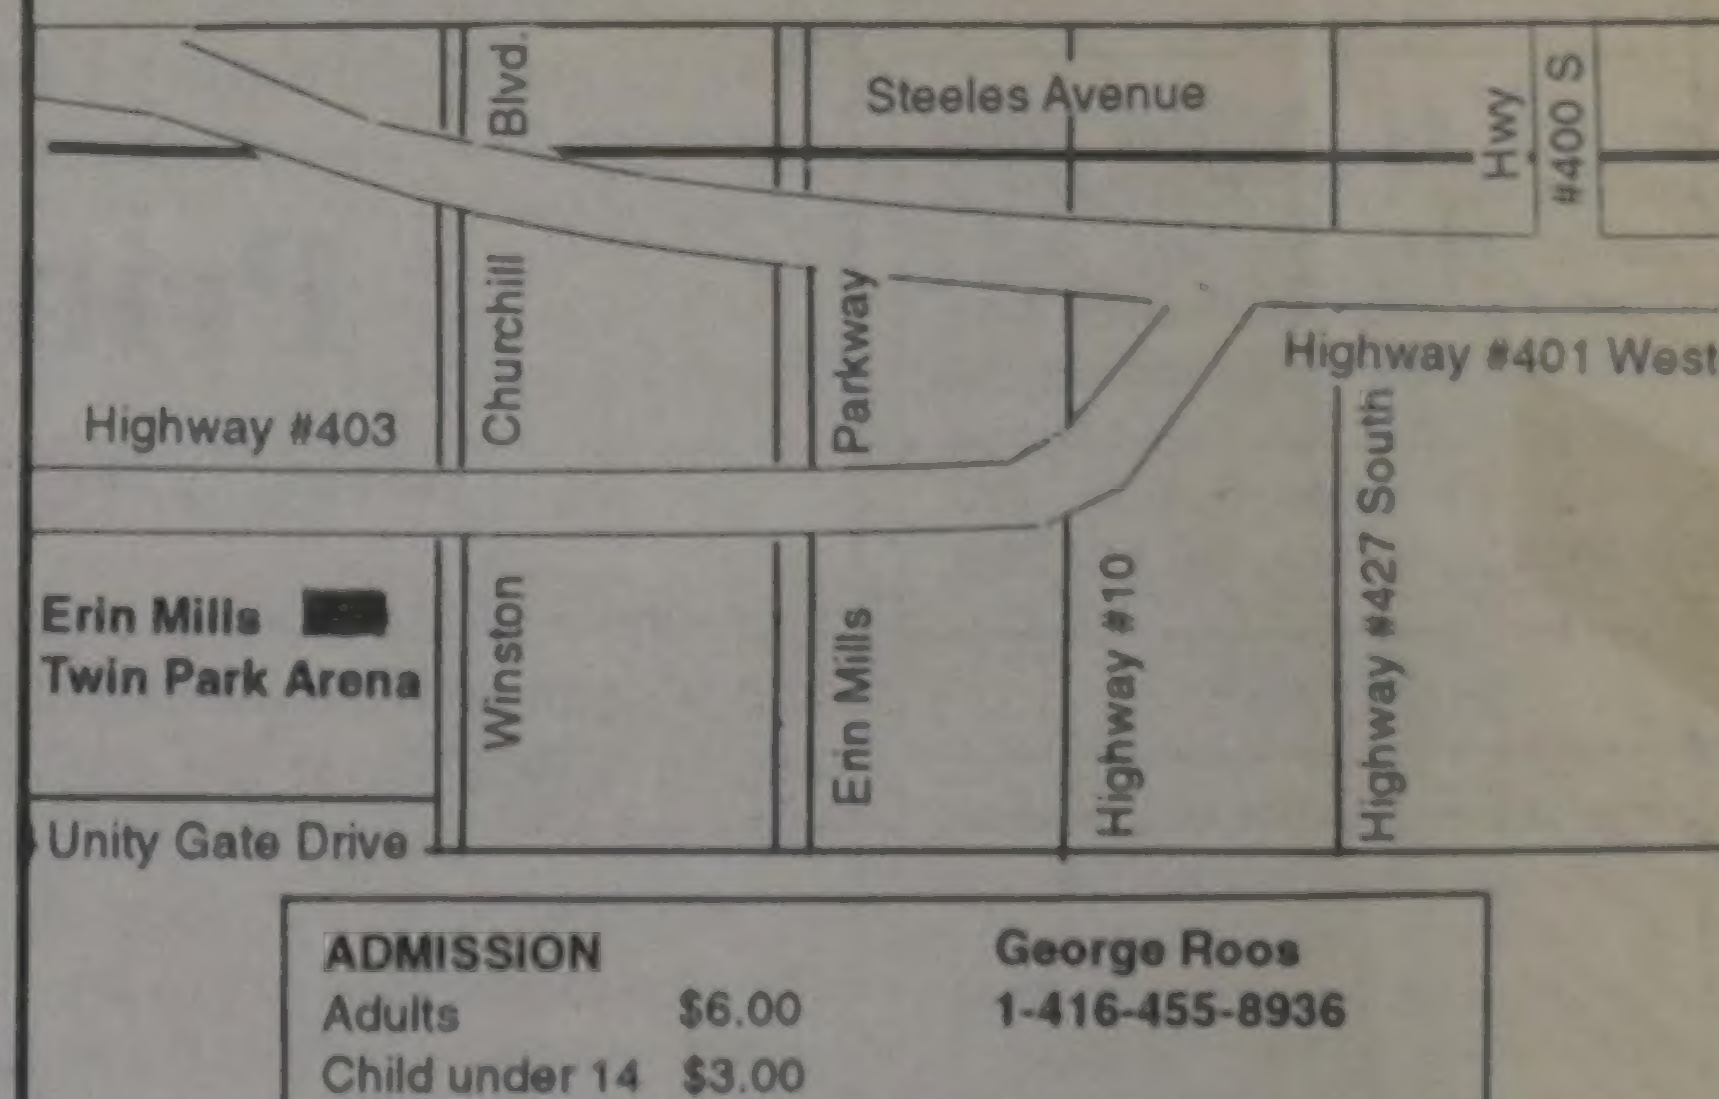 Blvd.
Steeles Avenue
Hwy
#400 S
Churchill
Parkway
Highway #401 West
Highway #403
Highway #427 South
Erin Mills
Twin Park Arena
Winston
Erin Mills
Highway #10
Unity Gate Drive
ADMISSION
George Roos
Adults $6.00
1-416-455-8936
Child under 14 $3.00